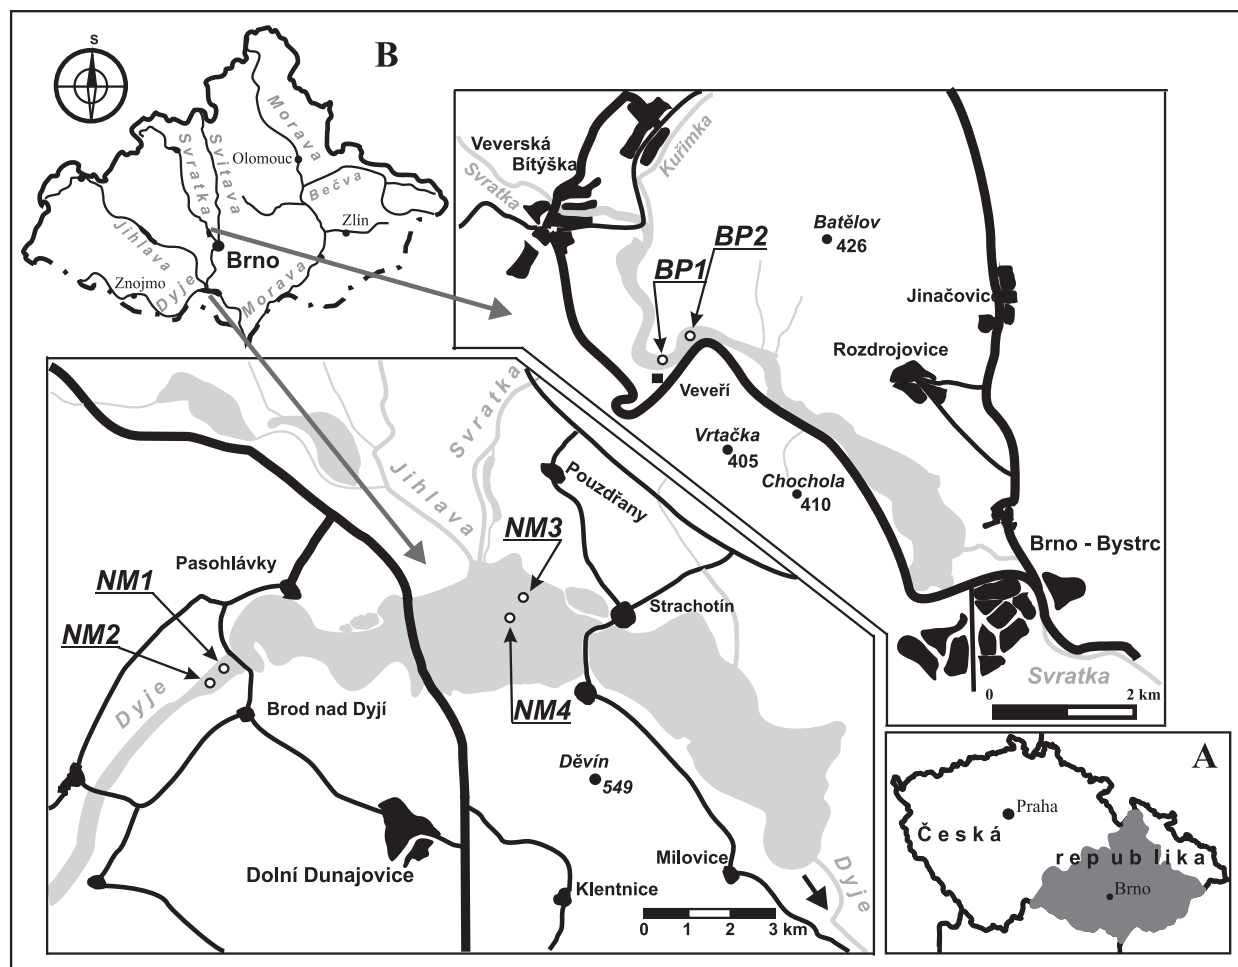 S
B
Morava
Svratka
Svitava
Olomouc
Bečva
Zlín
Jihlava
Brno
Znojmo
Dyje
Morava
Veverská
Bítýška
Kuřimka
Svratka
Batělov
426
BP2
BP1
Jinačovice
Rozdrojovice
Veveří
Vrtačka
405
Chochola
410
Brno - Bystrc
Svratka
0 2 km
Svratka
Jihlava
Pouzdřany
NM3
Pasohlávky
NM1
Strachotín
NM2
NM4
Dyje
Brod nad Dyjí
Děvín
549
Milovice
Dolní Dunajovice
Klentnice
Dyje
0 1 2 3 km
A
Praha
Česká
republika
Brno